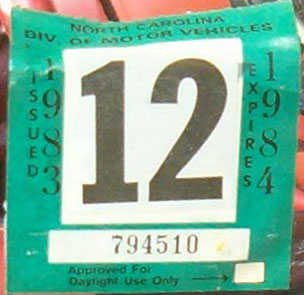 NORTH CAROLINA
DIV. OF MOTOR VEHICLES
ISSUED
1983
12
EXPIRES
1984
794510
Approved For
Daylight Use Only